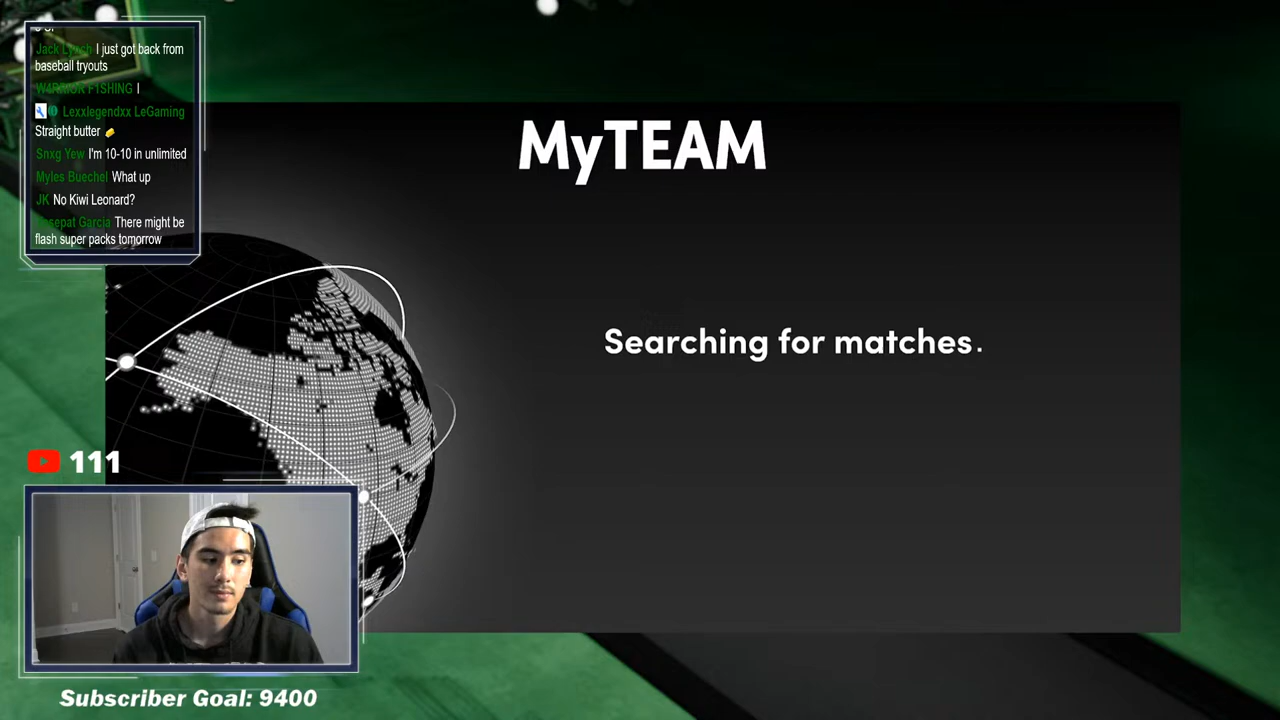 Jack Lynch I just got back from
baseball tryouts
W4RRIOR F1SHING I
Lexxlegendxx LeGaming
Straight butter
Snxg Yew I'm 10-10 in unlimited
Myles Buechel What up
JK No Kiwi Leonard?
Garcia There might be
flash super packs tomorrow
MyTEAM
Searching for matches.
111
Subscriber Goal: 9400